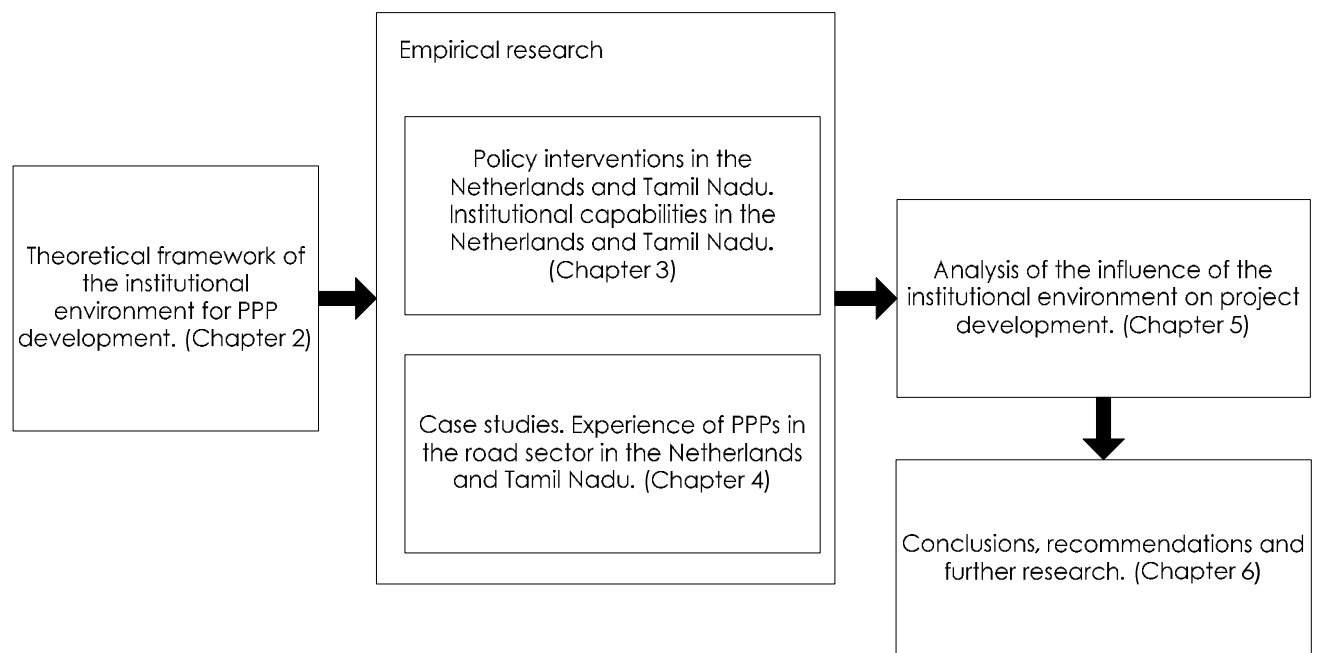 Theoretical framework of
the institutional
environment for PPP
development. (Chapter 2)
Empirical research
Policy interventions in the
Netherlands and Tamil Nadu.
Institutional capabilities in the
Netherlands and Tamil Nadu.
(Chapter 3)
Case studies. Experience of PPPs in
the road sector in the Netherlands
and Tamil Nadu. (Chapter 4)
Analysis of the influence of the
institutional environment on project
development. (Chapter 5)
Conclusions, recommendations and
further research. (Chapter 6)